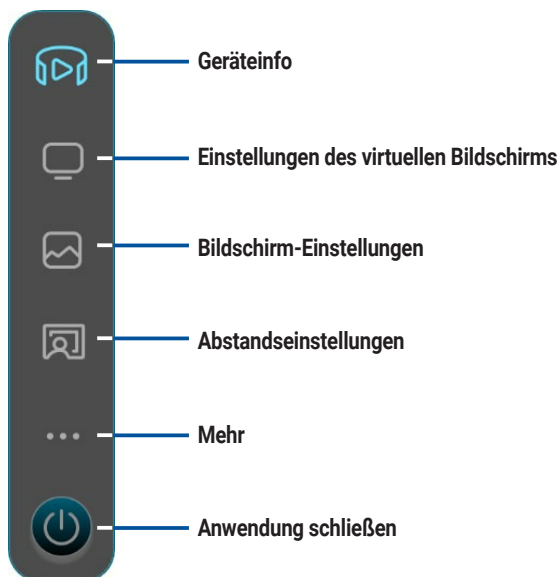 Geräteinfo
Einstellungen des virtuellen Bildschirms
Bildschirm-Einstellungen
Abstandseinstellungen
Mehr
Anwendung schließen